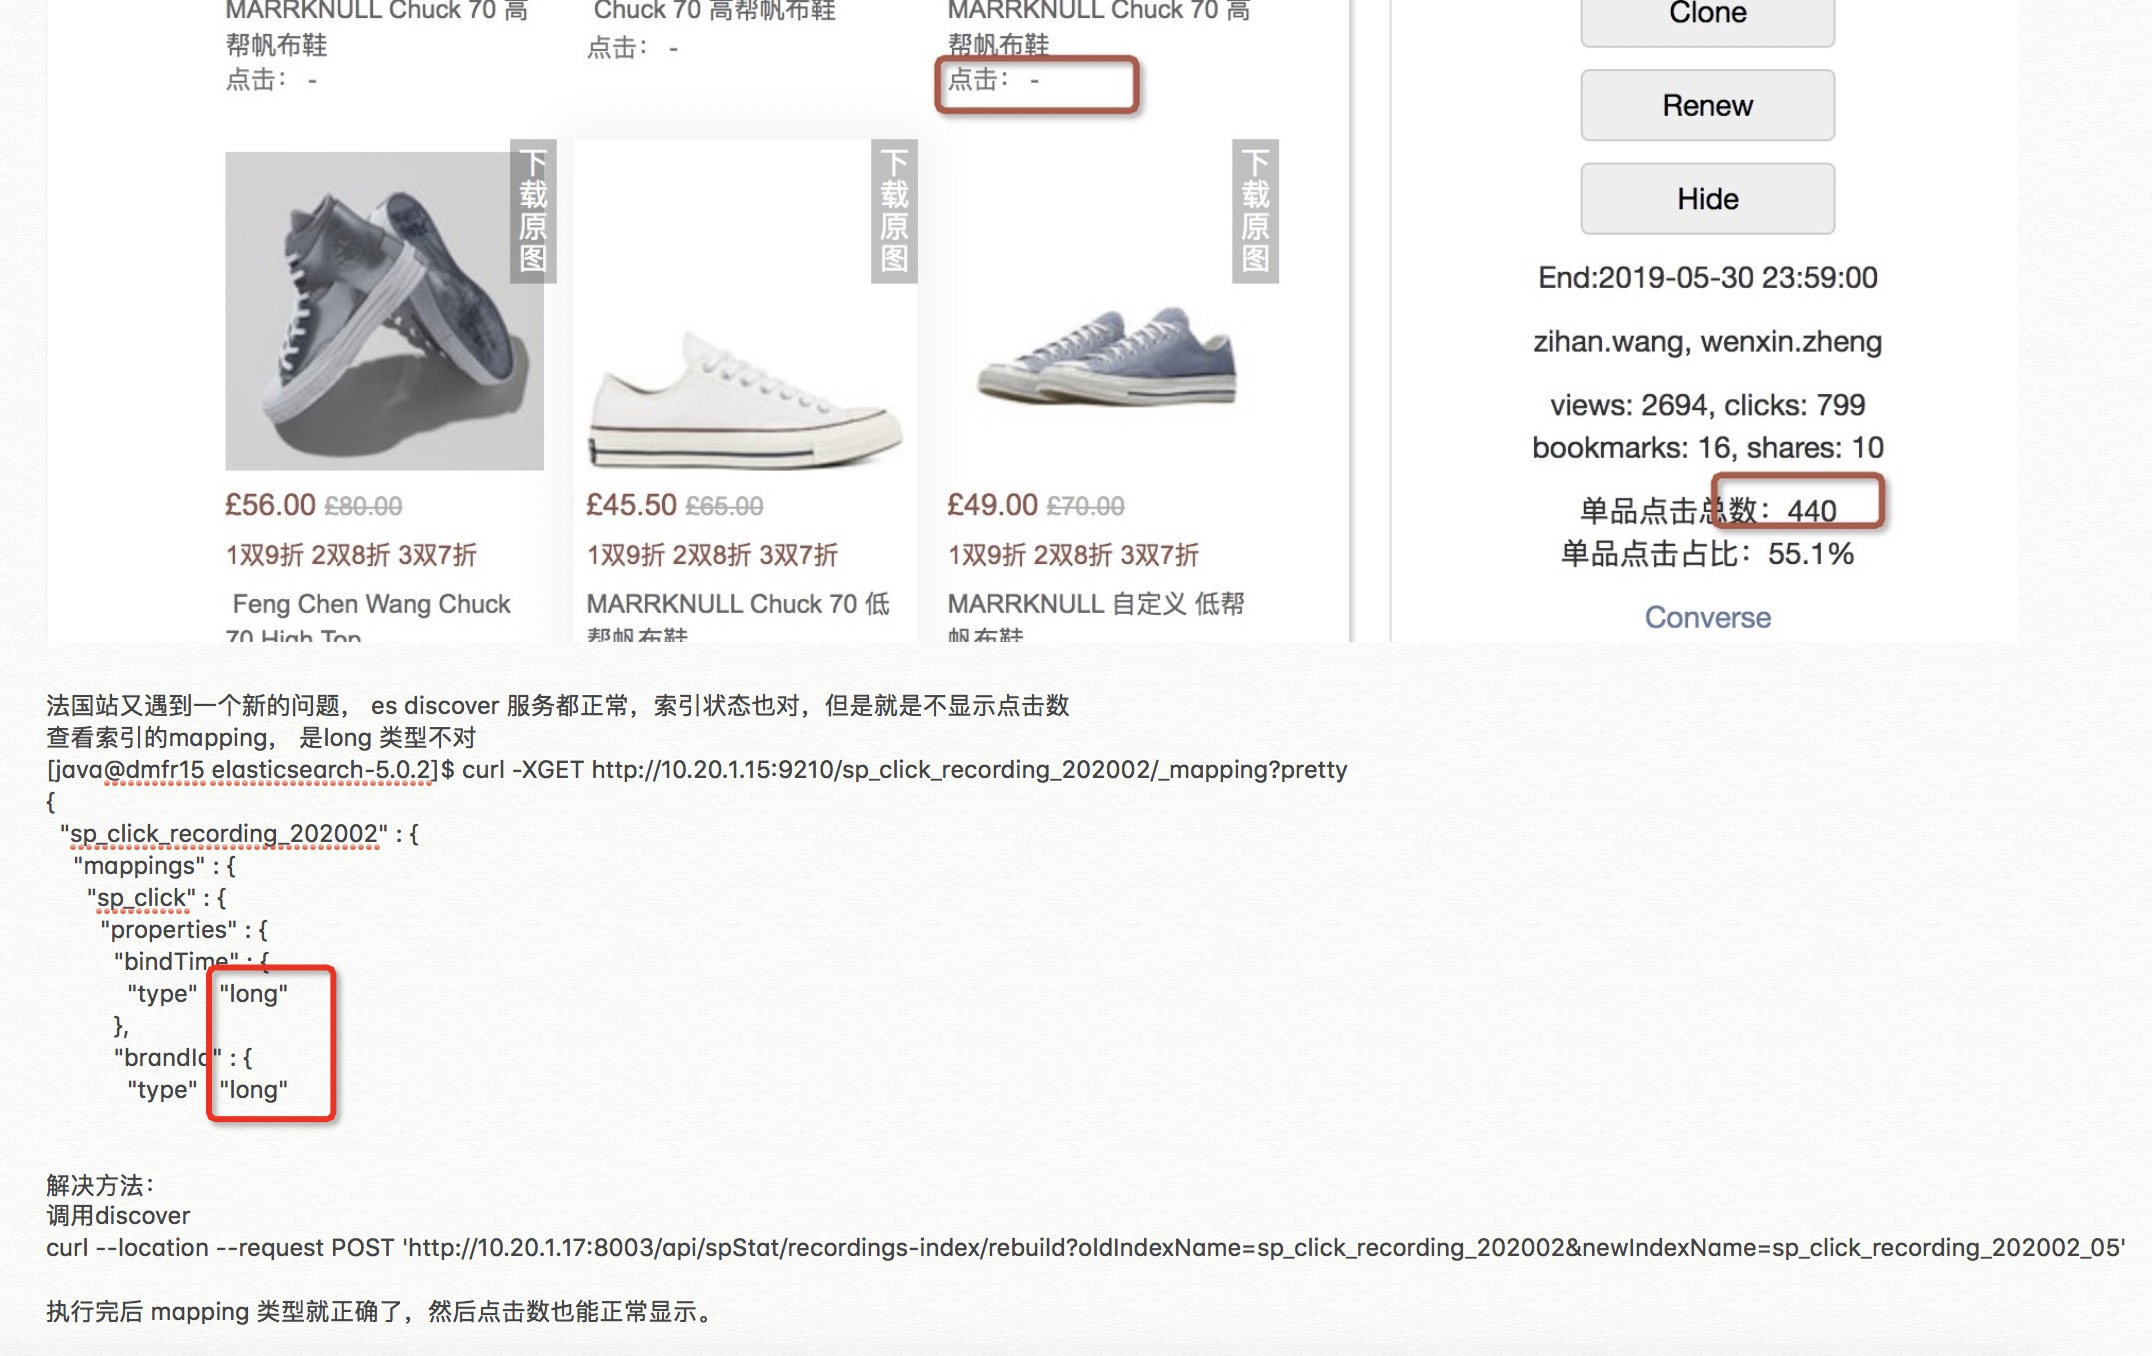 MARRKNULL Chuck 70 高
帮帆布鞋
点击： -
Chuck 70 高帮帆布鞋
点击： -
MARRKNULL Chuck 70 高
帮帆布鞋
点击： -
下载原图
下载原图
下载原图
£56.00 £80.00
1双9折 2双8折 3双7折
Feng Chen Wang Chuck
70 High Top
£45.50 £65.00
1双9折 2双8折 3双7折
MARRKNULL Chuck 70 低
帮帆布鞋
£49.00 £70.00
1双9折 2双8折 3双7折
MARRKNULL 自定义 低帮
帆布鞋
Clone
Renew
Hide
End:2019-05-30 23:59:00
zihan.wang, wenxin.zheng
views: 2694, clicks: 799
bookmarks: 16, shares: 10
单品点击总数：440
单品点击占比：55.1%
Converse
法国站又遇到一个新的问题， es discover 服务都正常，索引状态也对，但是就是不显示点击数
查看索引的mapping， 是long 类型不对
[java@dmfr15 elasticsearch-5.0.2]$ curl -XGET http://10.20.1.15:9210/sp_click_recording_202002/_mapping?pretty
{
"sp_click_recording_202002" : {
"mappings" : {
"sp_click" : {
"properties" : {
"bindTime" : {
"type" "long"
},
"brandId" : {
"type" "long"
解决方法：
调用discover
curl --location --request POST 'http://10.20.1.17:8003/api/spStat/recordings-index/rebuild?oldIndexName=sp_click_recording_202002&newIndexName=sp_click_recording_202002_05'
执行完后 mapping 类型就正确了，然后点击数也能正常显示。